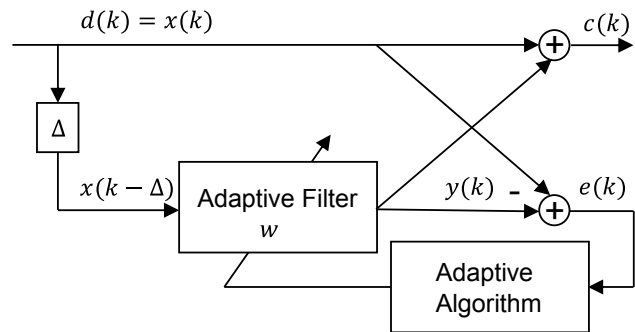 d(k) = x(k)
c(k)
+
Δ
x(k − Δ)
Adaptive Filter
w
y(k)
-
e(k)
+
Adaptive
Algorithm